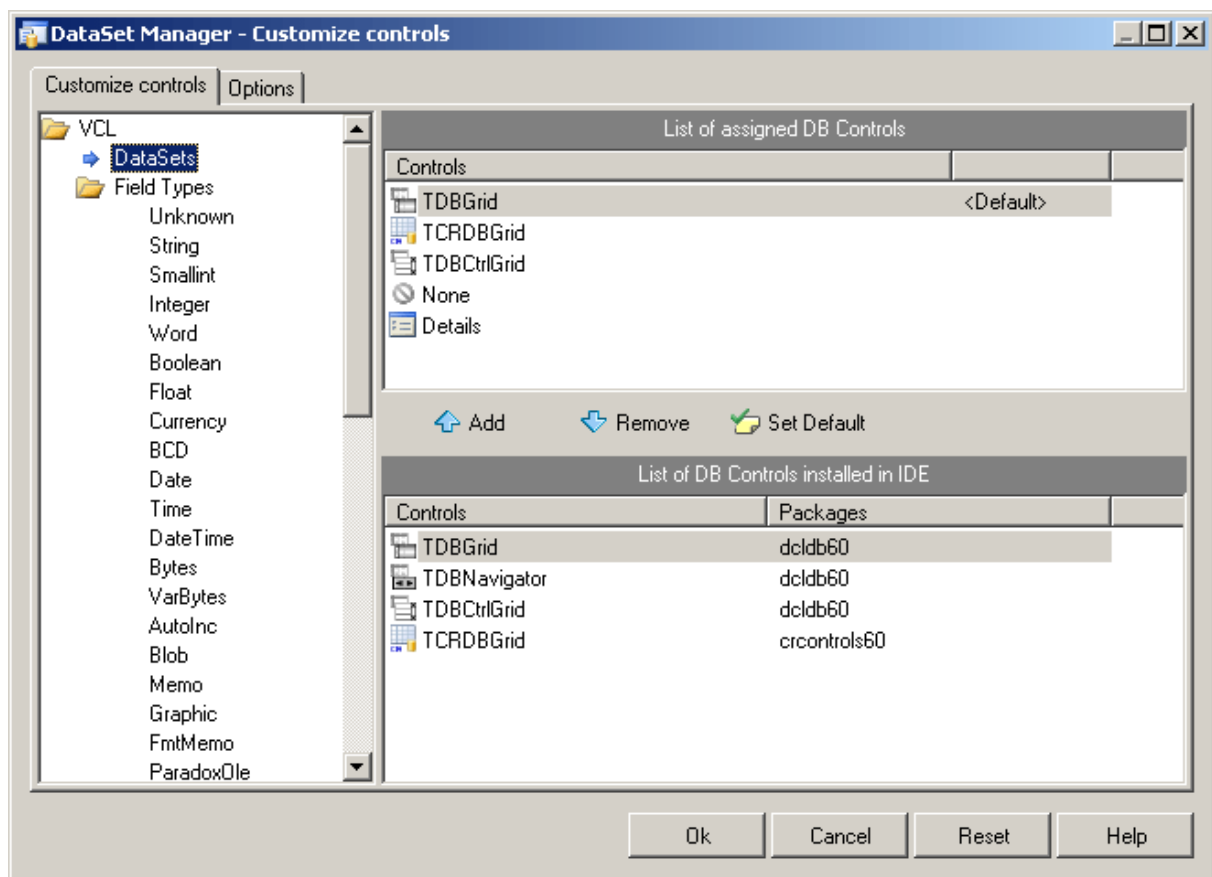 DataSet Manager - Customize controls
Customize controls Options
VCL
DataSets
Field Types
Unknown
String
Smallint
Integer
Word
Boolean
Float
Currency
BCD
Date
Time
DateTime
Bytes
VarBytes
AutoInc
Blob
Memo
Graphic
FmtMemo
ParadoxOle
List of assigned DB Controls
Controls
TDBGrid <Default>
TCRDBGrid
TDBCtrlGrid
None
Details
Add Remove Set Default
List of DB Controls installed in IDE
Controls Packages
TDBGrid dcldb60
TDBNavigator dcldb60
TDBCtrlGrid dcldb60
TCRDBGrid crcontrols60
Ok Cancel Reset Help